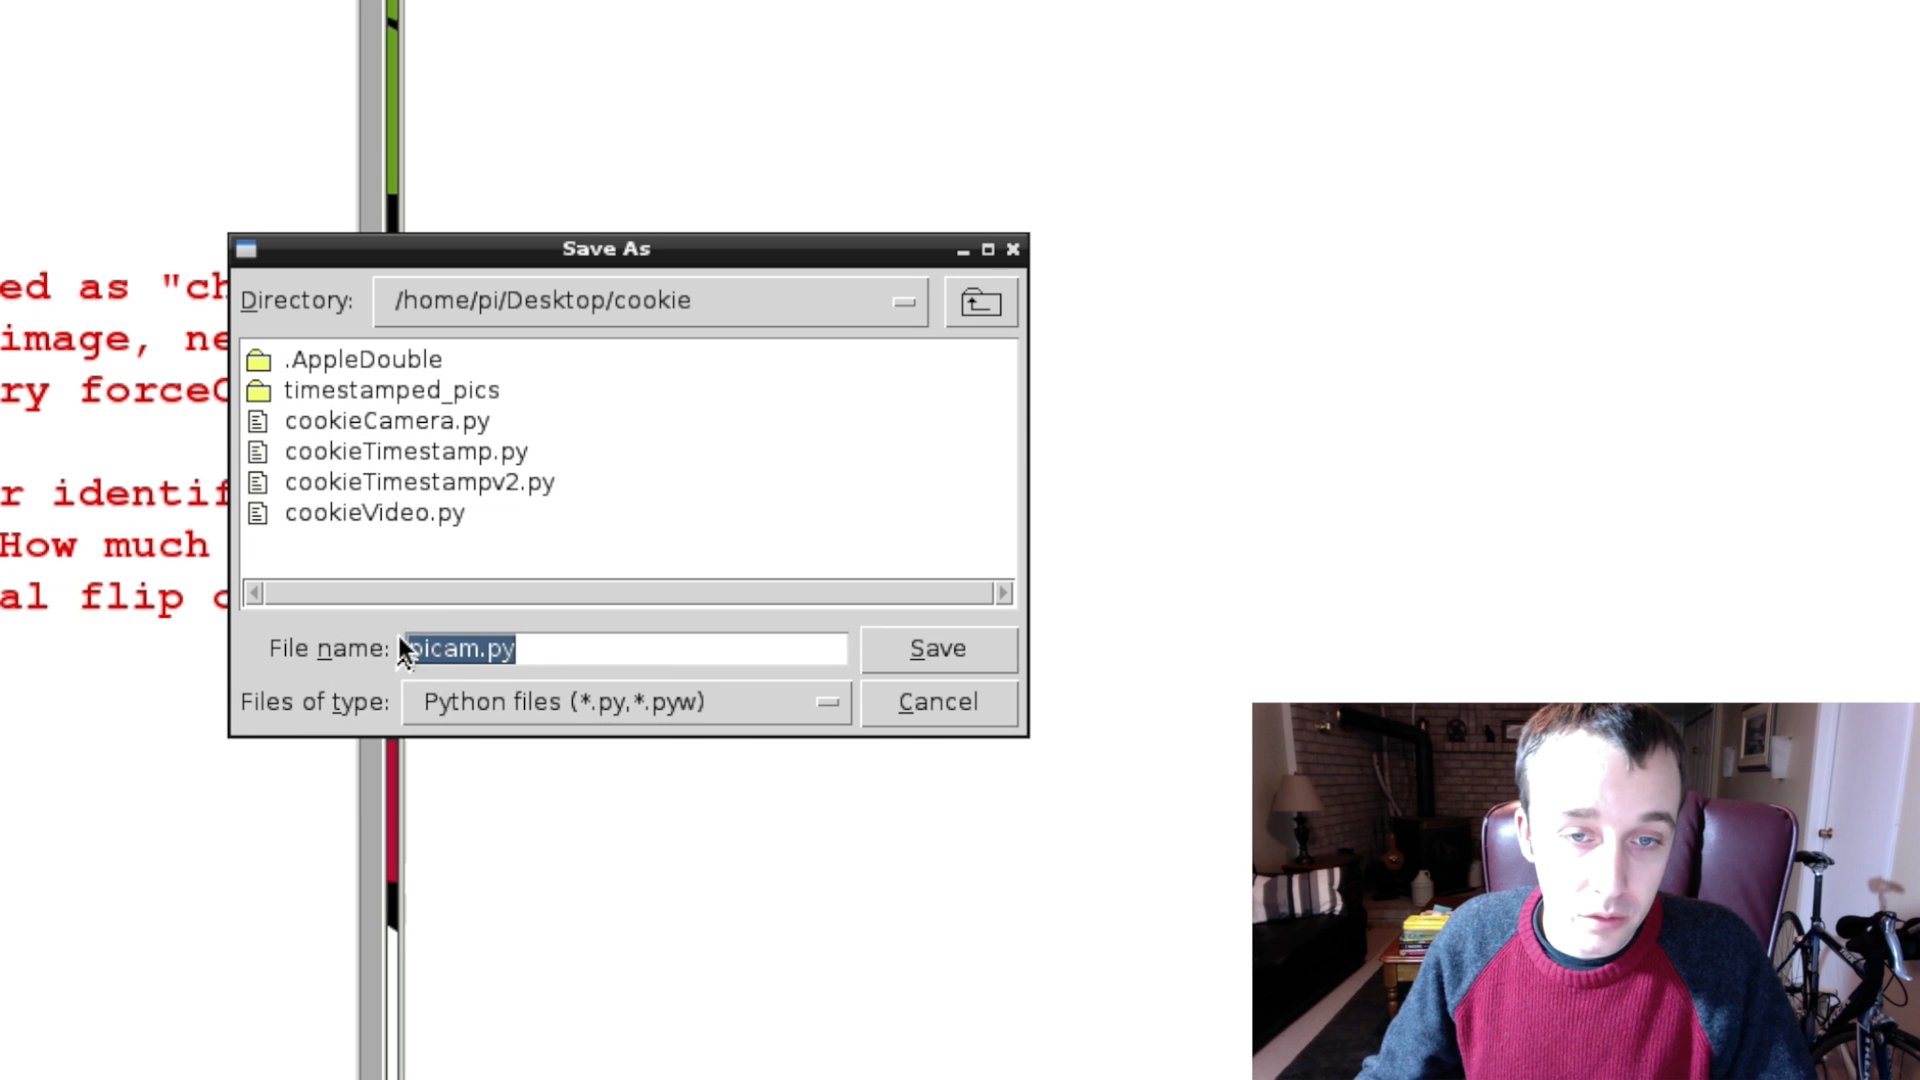 Save As
Directory: /home/pi/Desktop/cookie
.AppleDouble
timestamped_pics
cookieCamera.py
cookieTimestamp.py
cookieTimestampv2.py
cookieVideo.py
File name: picam.py
Save
Files of type: Python files (*.py,*.pyw)
Cancel
ed as "ch
image, ne
ry forceC
r identif
How much
al flip